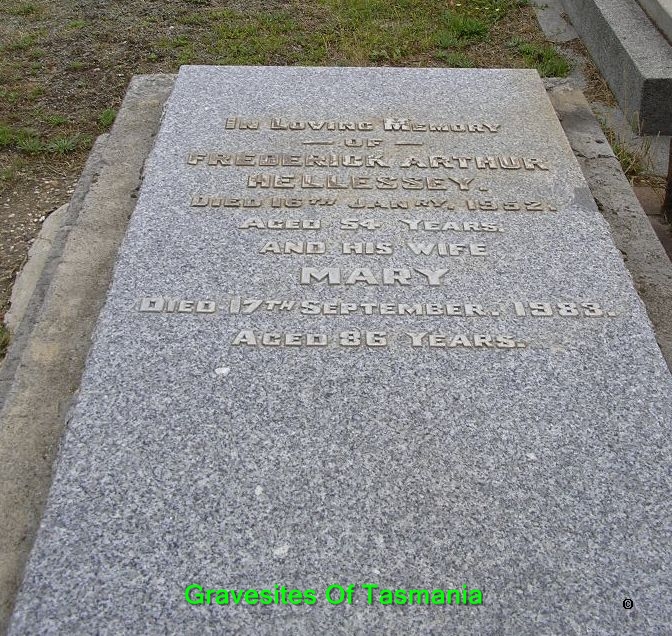 In Loving Memory
— OF —
FREDERICK ARTHUR
HELLESSEY.
DIED 16TH JANRY. 1952.
AGED 54 YEARS.
AND HIS WIFE
MARY
DIED 17TH SEPTEMBER. 1983.
AGED 86 YEARS.
Gravesites Of Tasmania
©